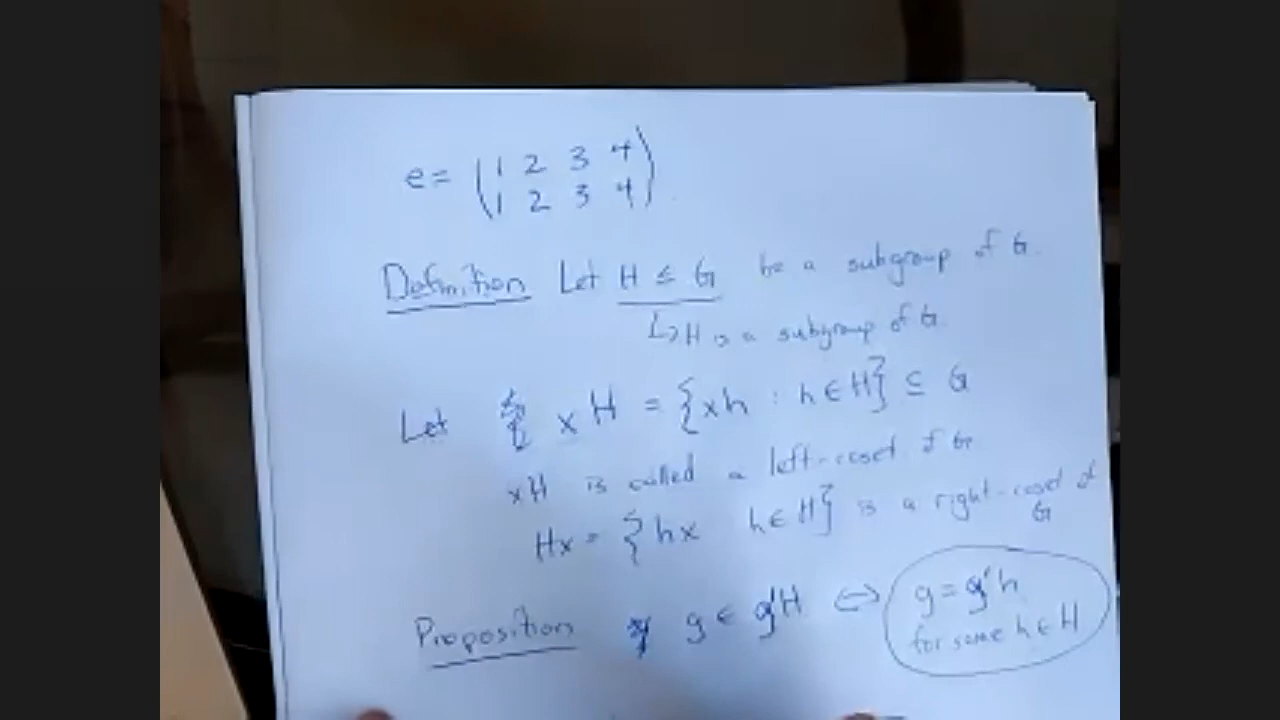 e = ( 1 2 3 4
1 2 3 4 )
Definition Let H ≤ G be a subgroup of G.
↳ H is a subgroup of G.
Let xH = {xh : h ∈ H} ⊆ G
xH is called a left-coset of G
Hx = {hx h ∈ H} is a right-coset of
G
Proposition g ∈ g'H ⇔ g = g'h
for some h ∈ H